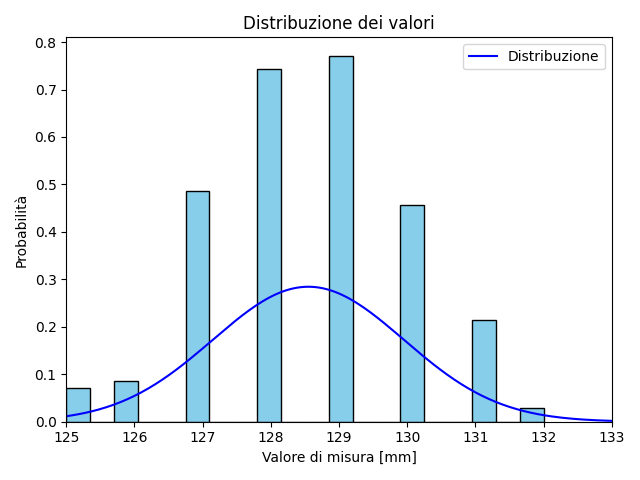 Distribuzione dei valori
Distribuzione
0.8
0.7
0.6
0.5
0.4
0.3
0.2
0.1
0.0
Probabilità
125 126 127 128 129 130 131 132 133
Valore di misura [mm]